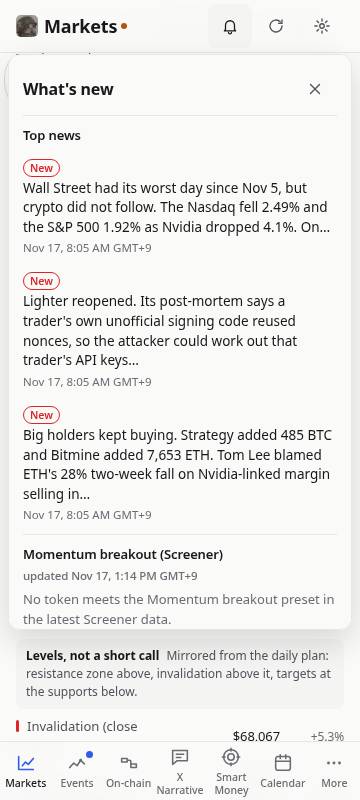 Markets
What's new
Top news
New
Wall Street had its worst day since Nov 5, but
crypto did not follow. The Nasdaq fell 2.49% and
the S&P 500 1.92% as Nvidia dropped 4.1%. On...
Nov 17, 8:05 AM GMT+9
New
Lighter reopened. Its post-mortem says a
trader's own unofficial signing code reused
nonces, so the attacker could work out that
trader's API keys...
Nov 17, 8:05 AM GMT+9
New
Big holders kept buying. Strategy added 485 BTC
and Bitmine added 7,653 ETH. Tom Lee blamed
ETH's 28% two-week fall on Nvidia-linked margin
selling in...
Nov 17, 8:05 AM GMT+9
Momentum breakout (Screener)
updated Nov 17, 1:14 PM GMT+9
No token meets the Momentum breakout preset in
the latest Screener data.
Levels, not a short call Mirrored from the daily plan:
resistance zone above, invalidation above it, targets at
the supports below.
Invalidation (close
$68,067 +5.3%
Markets Events On-chain X Narrative Smart Money Calendar More